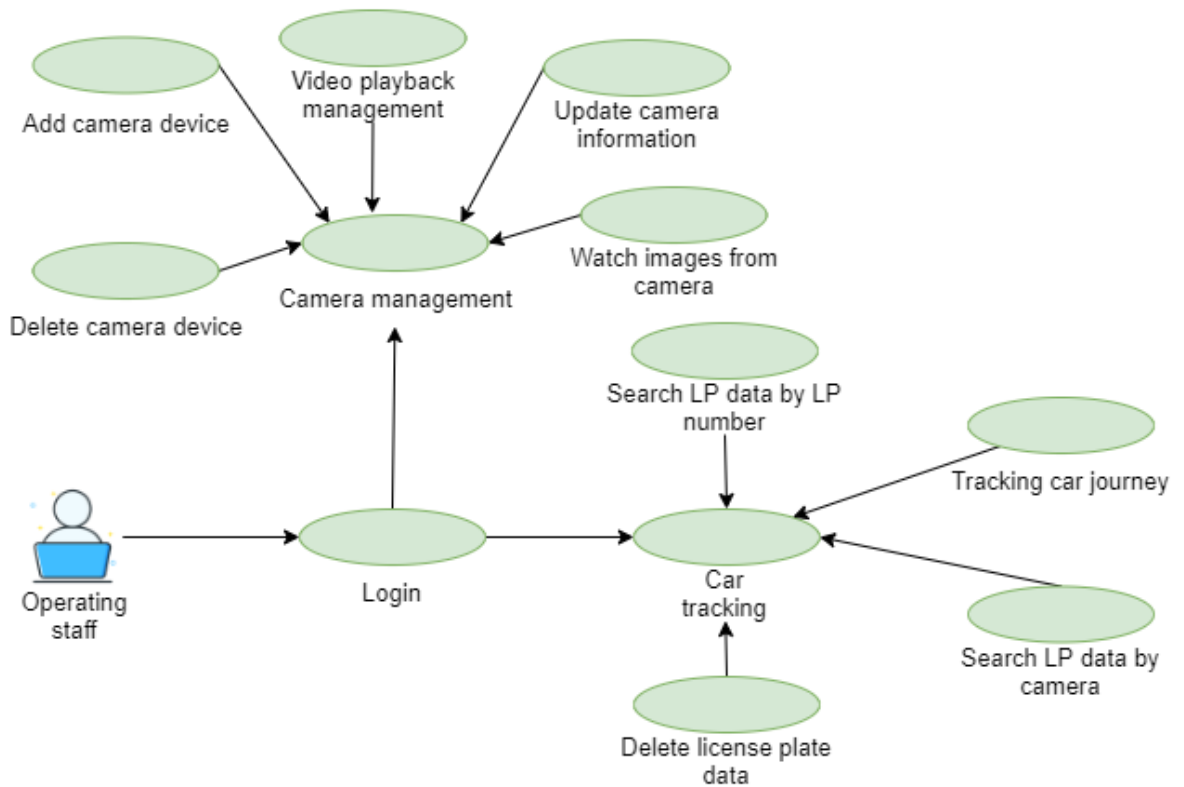 Video playback
management
Update camera
information
Add camera device
Watch images from
camera
Camera management
Delete camera device
Search LP data by LP
number
Tracking car journey
Operating
staff
Login
Car
tracking
Search LP data by
camera
Delete license plate
data